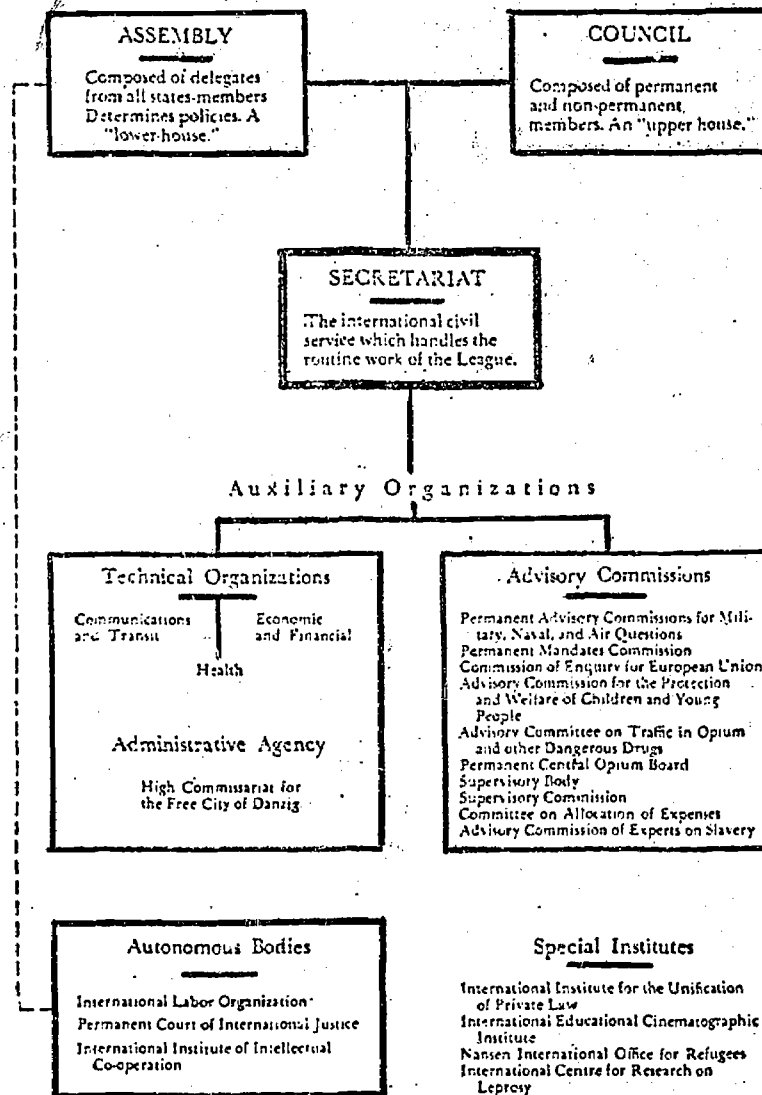 ASSEMBLY
Composed of delegates
from all states-members
Determines policies. A
"lower-house."
COUNCIL
Composed of permanent
and non-permanent
members. An "upper house."
SECRETARIAT
The international civil
service which handles the
routine work of the League.
Auxiliary Organizations
Technical Organizations
Communications
and Transit
Economic
and Financial
Health
Administrative Agency
High Commissariat for
the Free City of Danzig
Advisory Commissions
Permanent Advisory Commissions for Mili-
tary, Naval, and Air Questions
Permanent Mandates Commission
Commission of Enquiry for European Union
Advisory Commission for the Protection
and Welfare of Children and Young
People
Advisory Committee on Traffic in Opium
and other Dangerous Drugs
Permanent Central Opium Board
Supervisory Body
Supervisory Commission
Committee on Allocation of Expenses
Advisory Commission of Experts on Slavery
Autonomous Bodies
International Labor Organization
Permanent Court of International Justice
International Institute of Intellectual
Co-operation
Special Institutes
International Institute for the Unification
of Private Law
International Educational Cinematographic
Institute
Nansen International Office for Refugees
International Centre for Research on
Leprosy